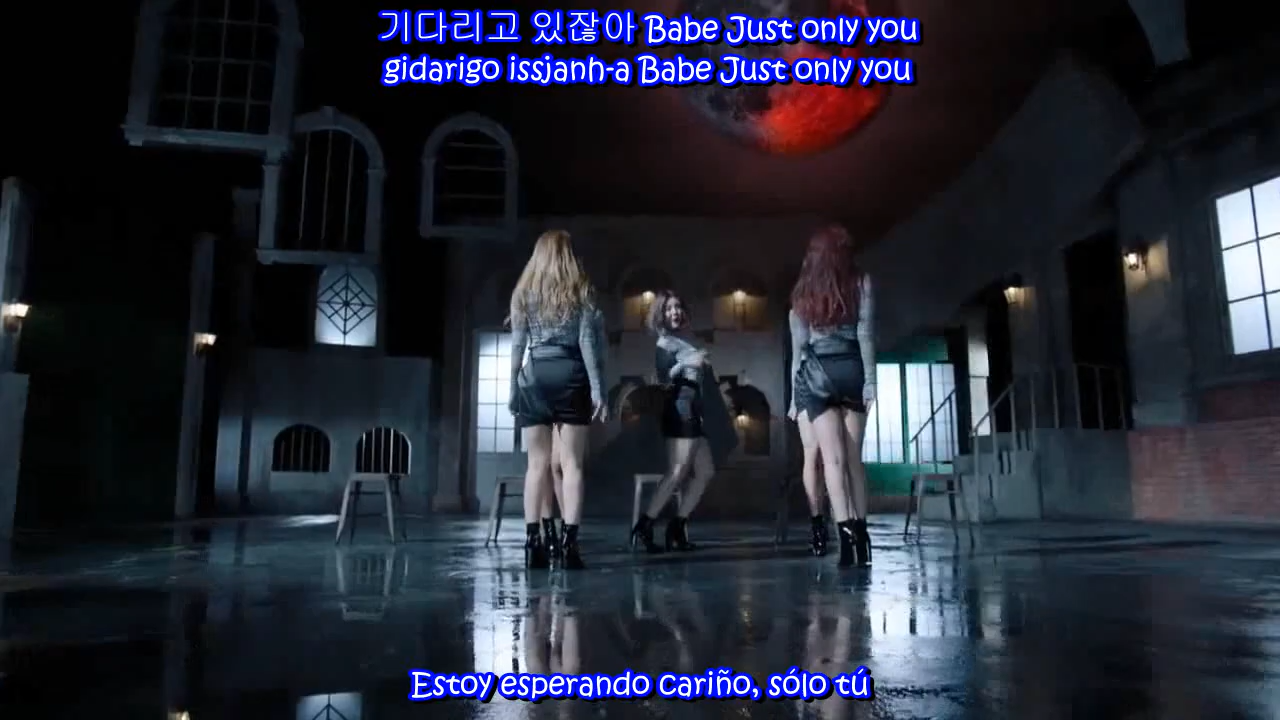 기다리고 있잖아 Babe Just only you
gidarigo issjanh-a Babe Just only you
Estoy esperando cariño, sólo tú